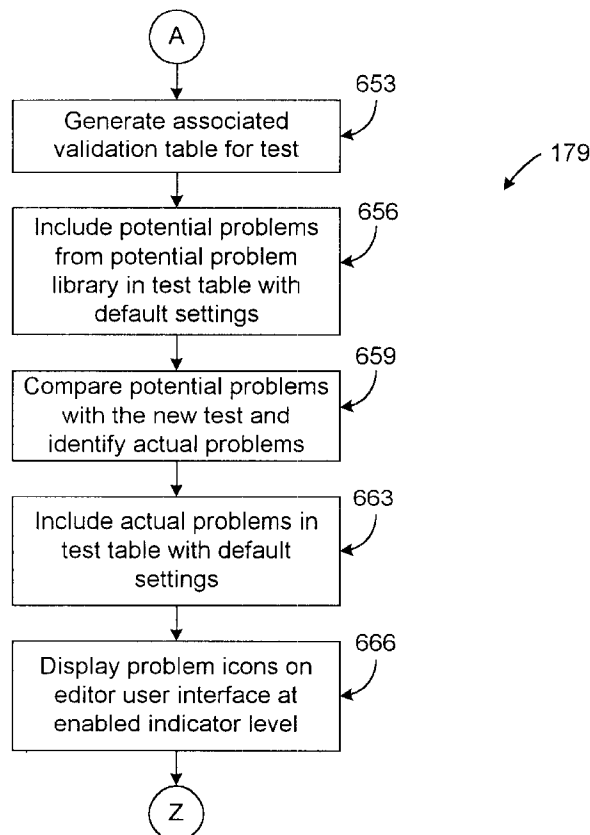 A
653
Generate associated
validation table for test
179
656
Include potential problems
from potential problem
library in test table with
default settings
659
Compare potential problems
with the new test and
identify actual problems
663
Include actual problems in
test table with default
settings
666
Display problem icons on
editor user interface at
enabled indicator level
Z